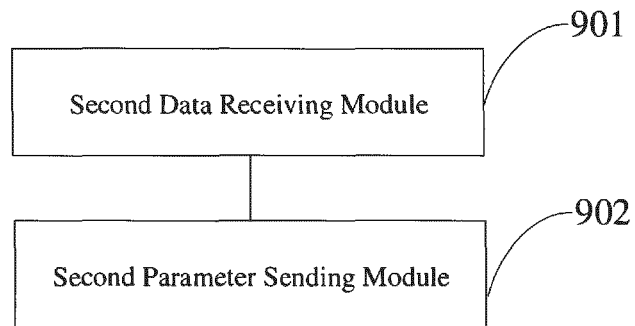 901
Second Data Receiving Module
902
Second Parameter Sending Module